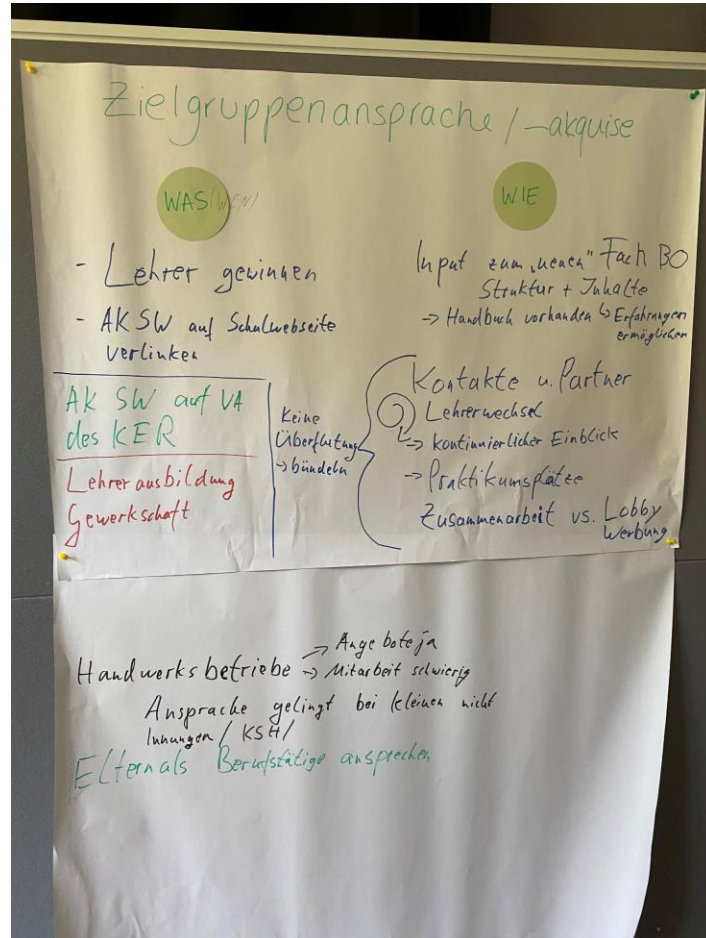 Zielgruppenansprache / -akquise
WAS (WEN)
- Lehrer gewinnen
- AK SW auf Schulwebseite
verlinken
AK SW auf VA
des KER
Lehrerausbildung
Gewerkschaft
Keine
Überflutung
→ bündeln
WIE
Input zum „neuen“ Fach BO
Struktur + Inhalte
→ Handbuch vorhanden ↳ Erfahrungen
ermöglichen
Kontakte u. Partner
Lehrerwechsel
→ kontinuierlicher Einblick
→ Praktikumsplätze
Zusammenarbeit vs. Lobby
Werbung
Handwerksbetriebe → Angebote ja
→ Mitarbeit schwierig
Ansprache gelingt bei kleinen nicht
Innungen / KSH /
Eltern als Berufstätige ansprechen